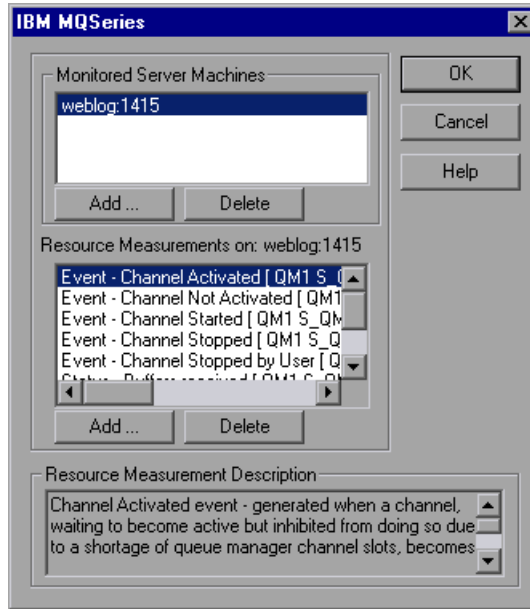 IBM MQSeries
Monitored Server Machines
weblog:1415
Add ...
Delete
OK
Cancel
Help
Resource Measurements on: weblog:1415
Event - Channel Activated [ QM1 S_
Event - Channel Not Activated [ QM1
Event - Channel Started [ QM1 S_QM
Event - Channel Stopped [ QM1 S_Q
Event - Channel Stopped by User [ Q
Add ...
Delete
Resource Measurement Description
Channel Activated event - generated when a channel,
waiting to become active but inhibited from doing so due
to a shortage of queue manager channel slots, becomes